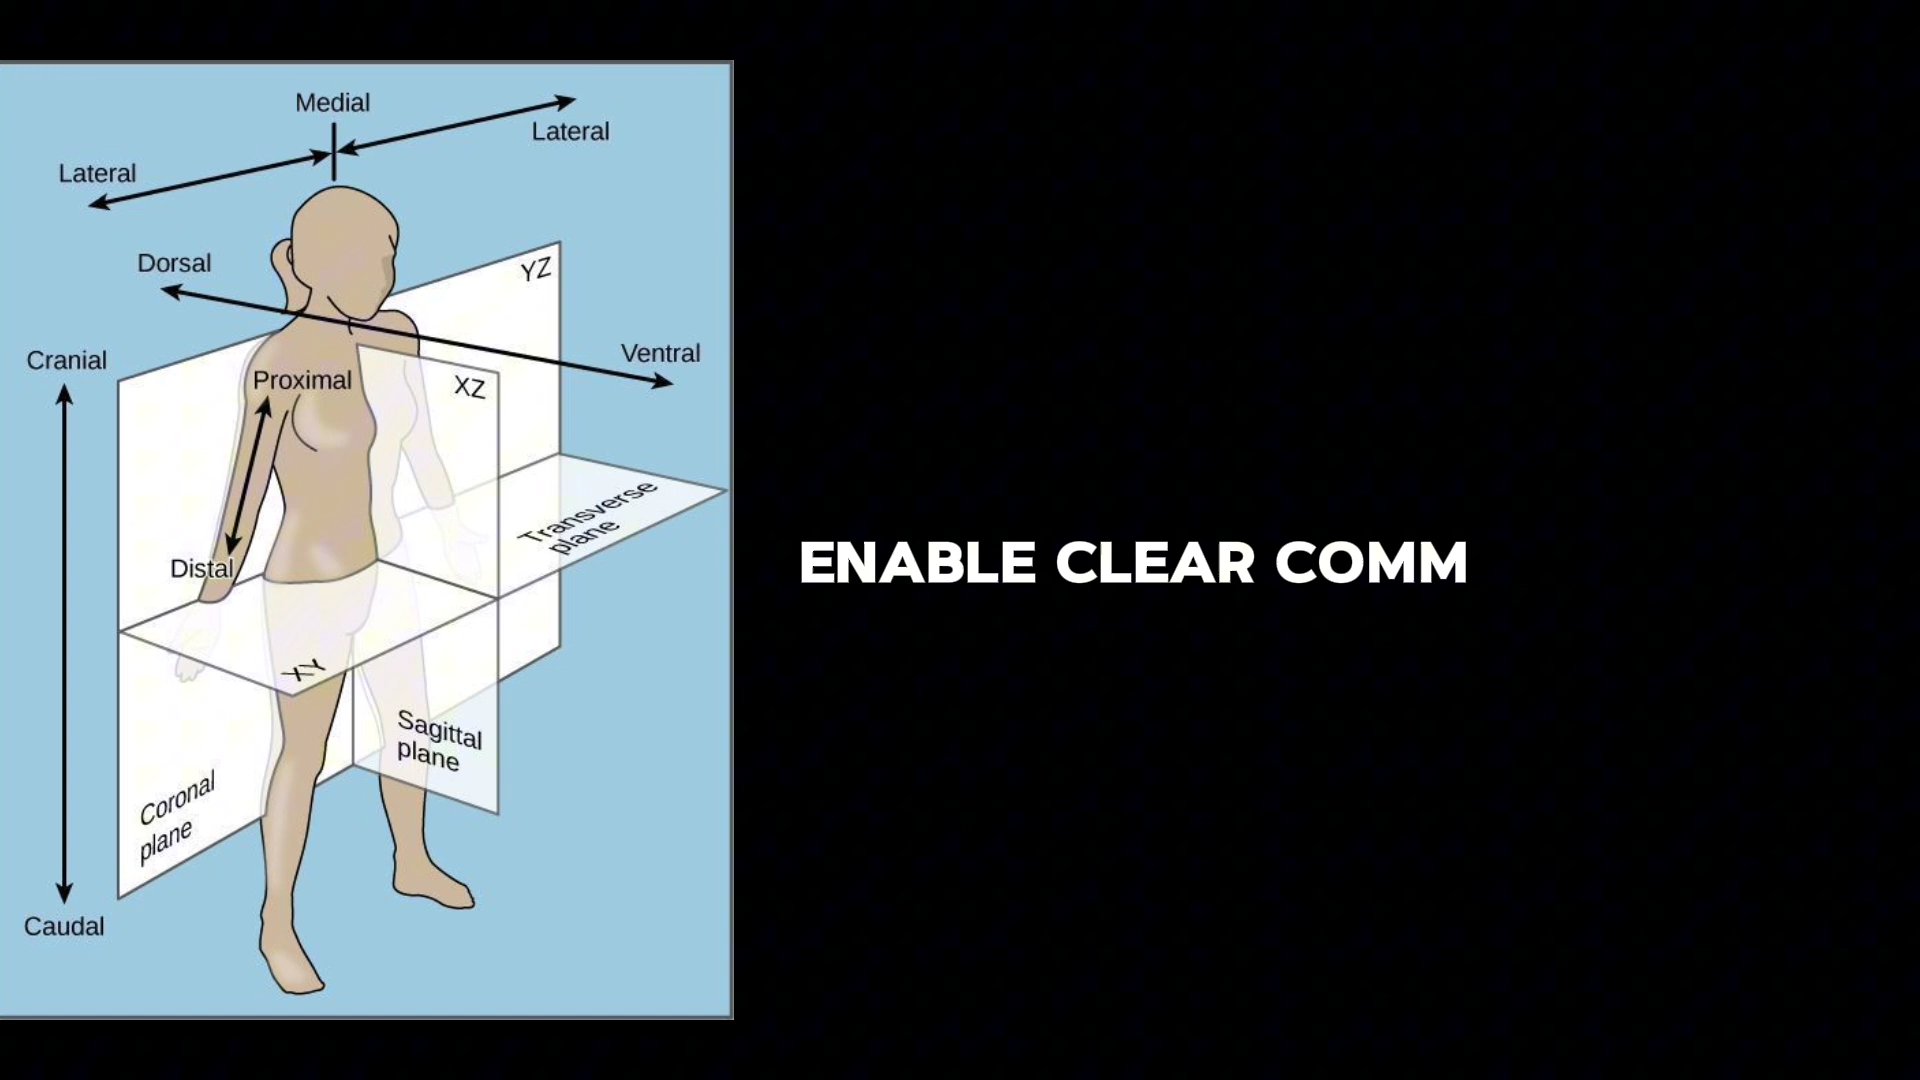 Medial
Lateral
Lateral
Dorsal
YZ
Ventral
Cranial
Proximal
XZ
Transverse
plane
Distal
XY
Sagittal
plane
Coronal
plane
Caudal
ENABLE CLEAR COMM